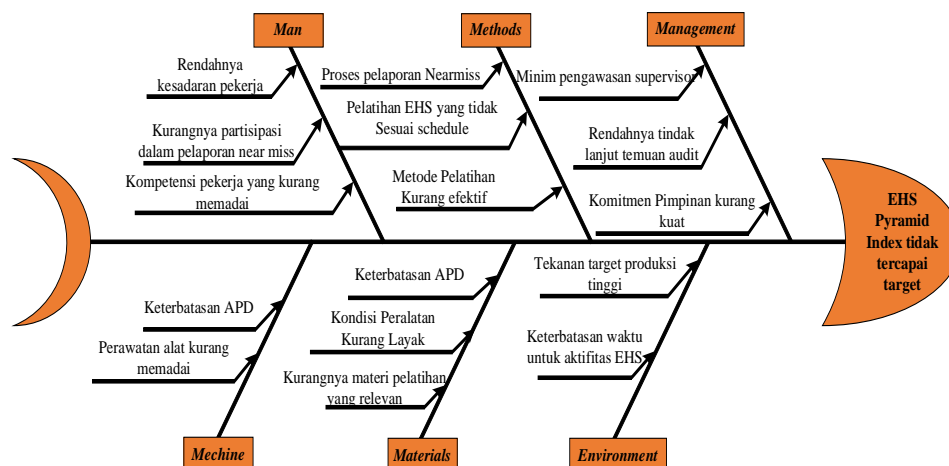 Man
Methods
Management
Rendahnya
kesadaran pekerja
Kurangnya partisipasi
dalam pelaporan near miss
Kompetensi pekerja yang kurang
memadai
Proses pelaporan Nearmiss
Pelatihan EHS yang tidak
Sesuai schedule
Metode Pelatihan
Kurang efektif
Minim pengawasan supervisor
Rendahnya tindak
lanjut temuan audit
Komitmen Pimpinan kurang
kuat
EHS
Pyramid
Index tidak
tercapai
target
Keterbatasan APD
Perawatan alat kurang
memadai
Keterbatasan APD
Kondisi Peralatan
Kurang Layak
Kurangnya materi pelatihan
yang relevan
Tekanan target produksi
tinggi
Keterbatasan waktu
untuk aktifitas EHS
Mechine
Materials
Environment